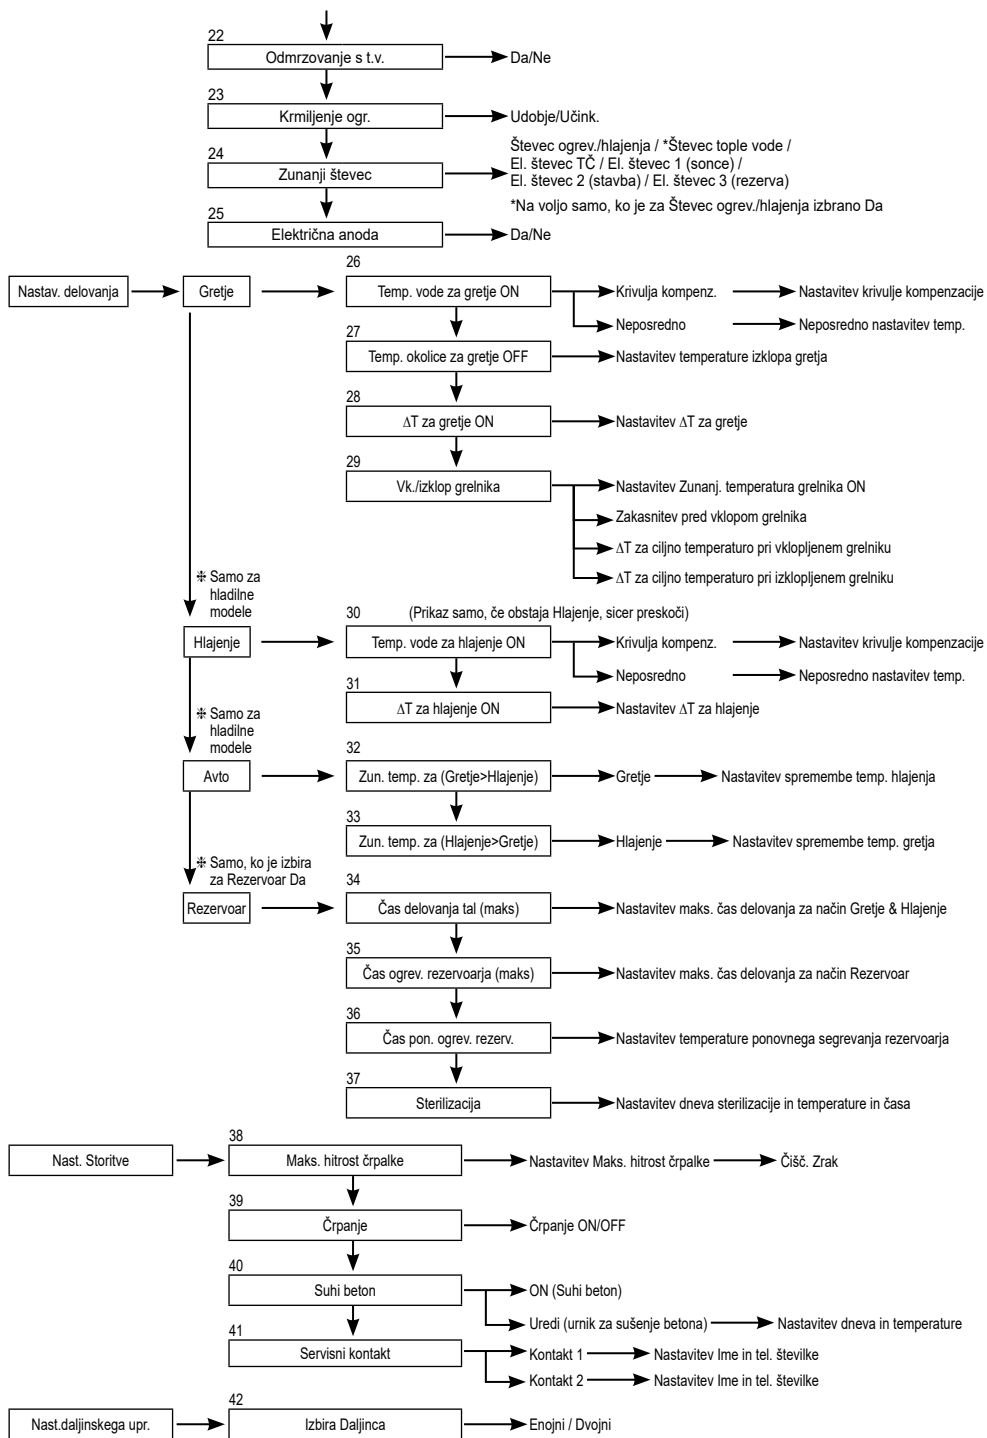 22
Odmrzovanje s t.v.
Da/Ne
23
Krmiljenje ogr.
Udobje/Učink.
24
Zunanji števec
Števec ogrev./hlajenja / *Števec tople vode /
El. števec TČ / El. števec 1 (sonce) /
El. števec 2 (stavba) / El. števec 3 (rezerva)
*Na voljo samo, ko je za Števec ogrev./hlajenja izbrano Da
25
Električna anoda
Da/Ne
Nastav. delovanja
Gretje
26
Temp. vode za gretje ON
Krivulja kompenz.
Nastavitev krivulje kompenzacije
Neposredno
Neposredno nastavitev temp.
27
Temp. okolice za gretje OFF
Nastavitev temperature izklopa gretja
28
∆T za gretje ON
Nastavitev ∆T za gretje
29
Vk./izklop grelnika
Nastavitev Zunanj. temperatura grelnika ON
Zakasnitev pred vklopom grelnika
∆T za ciljno temperaturo pri vklopljenem grelniku
∆T za ciljno temperaturo pri izklopljenem grelniku
❉ Samo za
hladilne
modele
Hlajenje
30
(Prikaz samo, če obstaja Hlajenje, sicer preskoči)
Temp. vode za hlajenje ON
Krivulja kompenz.
Nastavitev krivulje kompenzacije
Neposredno
Neposredno nastavitev temp.
31
∆T za hlajenje ON
Nastavitev ∆T za hlajenje
❉ Samo za
hladilne
modele
Avto
32
Zun. temp. za (Gretje>Hlajenje)
Gretje
Nastavitev spremembe temp. hlajenja
33
Zun. temp. za (Hlajenje>Gretje)
Hlajenje
Nastavitev spremembe temp. gretja
❉ Samo, ko je izbira
za Rezervoar Da
Rezervoar
34
Čas delovanja tal (maks)
Nastavitev maks. čas delovanja za način Gretje & Hlajenje
35
Čas ogrev. rezervoarja (maks)
Nastavitev maks. čas delovanja za način Rezervoar
36
Čas pon. ogrev. rezerv.
Nastavitev temperature ponovnega segrevanja rezervoarja
37
Sterilizacija
Nastavitev dneva sterilizacije in temperature in časa
Nast. Storitve
38
Maks. hitrost črpalke
Nastavitev Maks. hitrost črpalke
Čišč. Zrak
39
Črpanje
Črpanje ON/OFF
40
Suhi beton
ON (Suhi beton)
Uredi (urnik za sušenje betona)
Nastavitev dneva in temperature
41
Servisni kontakt
Kontakt 1
Nastavitev Ime in tel. številke
Kontakt 2
Nastavitev Ime in tel. številke
Nast.daljinskega upr.
42
Izbira Daljinca
Enojni / Dvojni